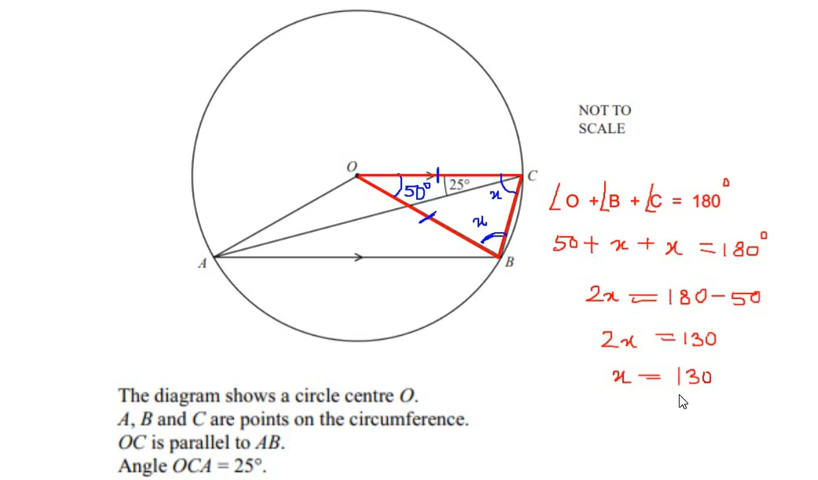 NOT TO
SCALE
O
C
50°
25°
x
x
A
B
∠O + ∠B + ∠C = 180°
50 + x + x = 180°
2x = 180 - 50
2x = 130
x = 130
The diagram shows a circle centre O.
A, B and C are points on the circumference.
OC is parallel to AB.
Angle OCA = 25°.